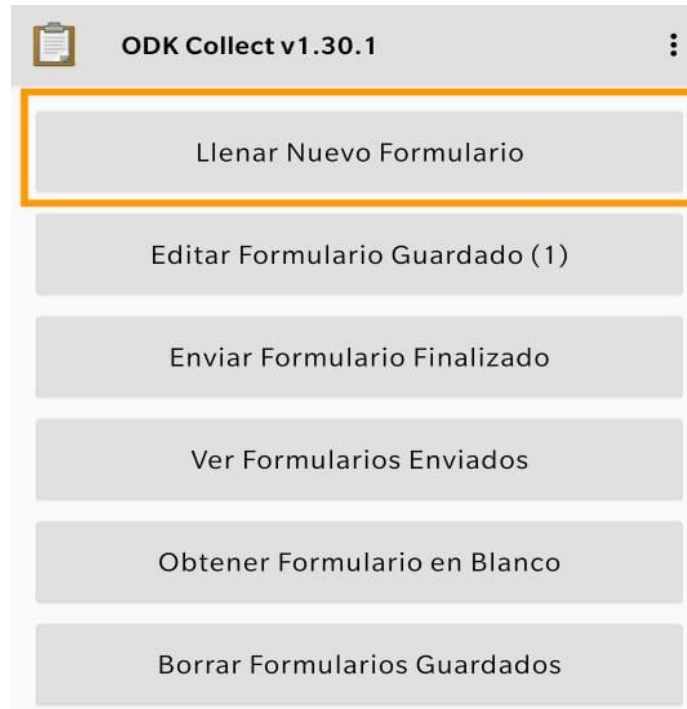 ODK Collect v1.30.1
Llenar Nuevo Formulario
Editar Formulario Guardado (1)
Enviar Formulario Finalizado
Ver Formularios Enviados
Obtener Formulario en Blanco
Borrar Formularios Guardados